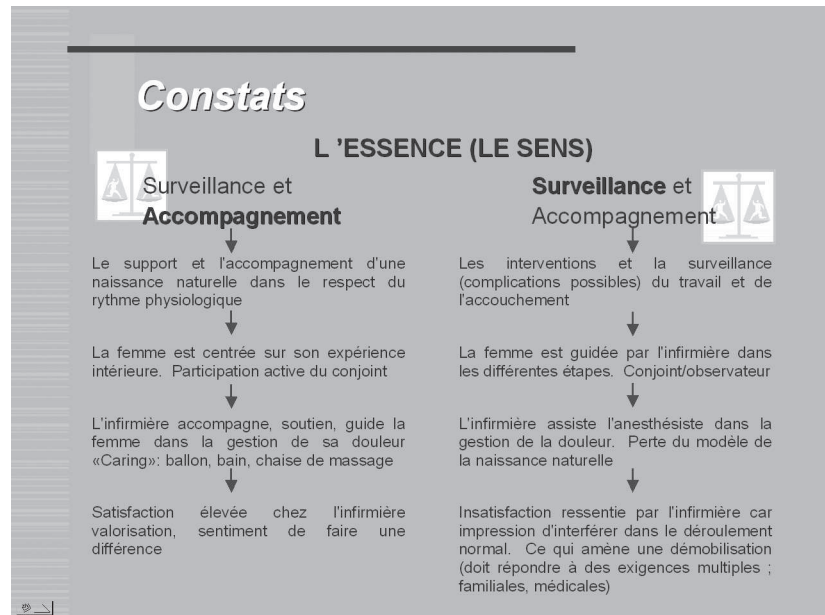 Constats
L 'ESSENCE (LE SENS)
Surveillance et
Accompagnement
Le support et l'accompagnement d'une
naissance naturelle dans le respect du
rythme physiologique
La femme est centrée sur son expérience
intérieure. Participation active du conjoint
L'infirmière accompagne, soutien, guide la
femme dans la gestion de sa douleur
«Caring»: ballon, bain, chaise de massage
Satisfaction élevée chez l'infirmière
valorisation, sentiment de faire une
différence
Surveillance et
Accompagnement
Les interventions et la surveillance
(complications possibles) du travail et de
l'accouchement
La femme est guidée par l'infirmière dans
les différentes étapes. Conjoint/observateur
L'infirmière assiste l'anesthésiste dans la
gestion de la douleur. Perte du modèle de
la naissance naturelle
Insatisfaction ressentie par l'infirmière car
impression d'interférer dans le déroulement
normal. Ce qui amène une démobilisation
(doit répondre à des exigences multiples ;
familiales, médicales)